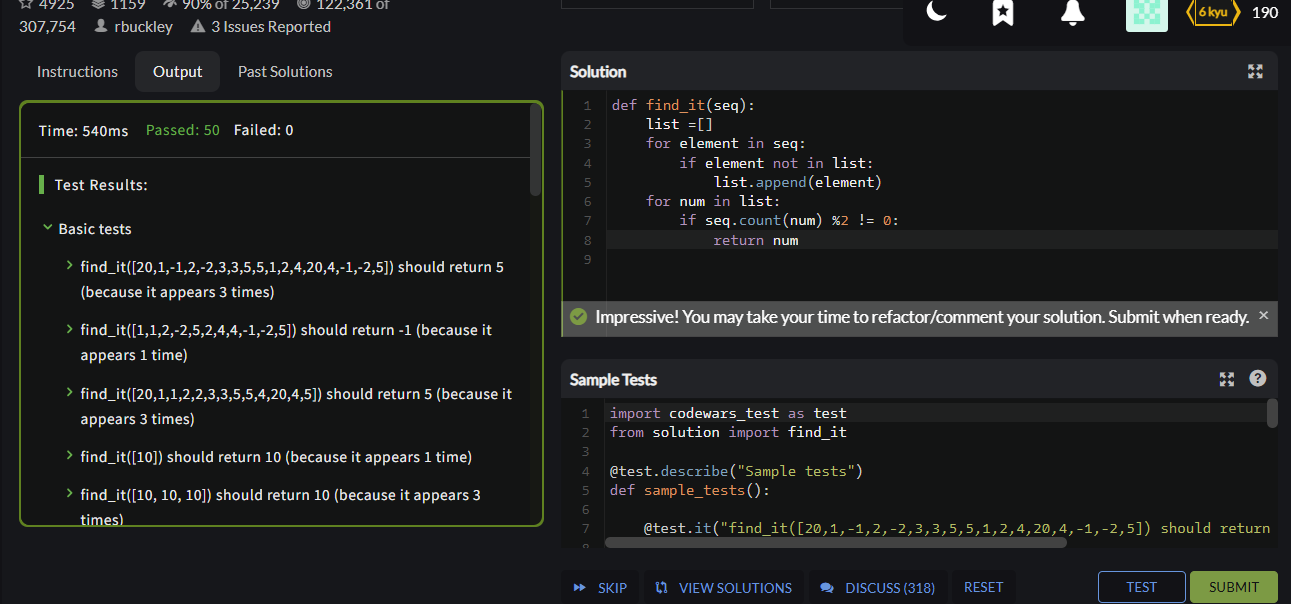 4925 1159 90% of 25,239 122,361 of
307,754 rbuckley 3 Issues Reported
6 kyu 190
Instructions Output Past Solutions
Time: 540ms Passed: 50 Failed: 0
Test Results:
Basic tests
find_it([20,1,-1,2,-2,3,3,5,5,1,2,4,20,4,-1,-2,5]) should return 5
(because it appears 3 times)
find_it([1,1,2,-2,5,2,4,4,-1,-2,5]) should return -1 (because it
appears 1 time)
find_it([20,1,1,2,2,3,3,5,5,4,20,4,5]) should return 5 (because it
appears 3 times)
find_it([10]) should return 10 (because it appears 1 time)
find_it([10, 10, 10]) should return 10 (because it appears 3
times)
Solution
1 def find_it(seq):
2     list =[]
3     for element in seq:
4         if element not in list:
5             list.append(element)
6     for num in list:
7         if seq.count(num) %2 != 0:
8             return num
9
Impressive! You may take your time to refactor/comment your solution. Submit when ready. ×
Sample Tests ?
1 import codewars_test as test
2 from solution import find_it
3
4 @test.describe("Sample tests")
5 def sample_tests():
6
7     @test.it("find_it([20,1,-1,2,-2,3,3,5,5,1,2,4,20,4,-1,-2,5]) should return
8
SKIP VIEW SOLUTIONS DISCUSS (318) RESET TEST SUBMIT